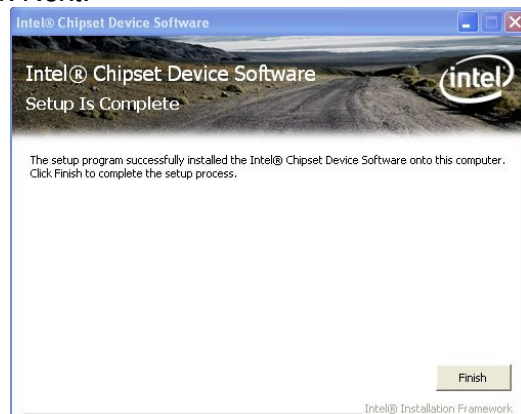 Intel® Chipset Device Software
Intel® Chipset Device Software
intel
Setup Is Complete
The setup program successfully installed the Intel® Chipset Device Software onto this computer.
Click Finish to complete the setup process.
Finish
Intel® Installation Framework